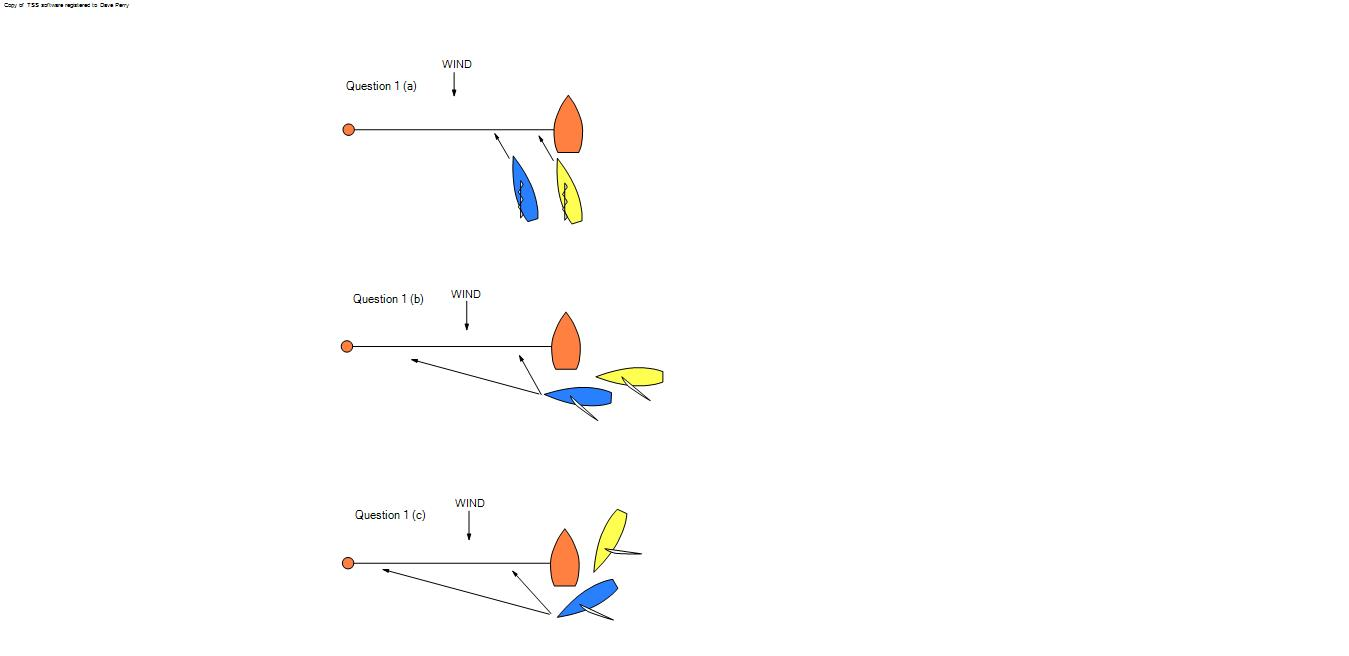 Copy of TSS software registered to Dave Perry
WIND
Question 1 (a)
WIND
Question 1 (b)
WIND
Question 1 (c)